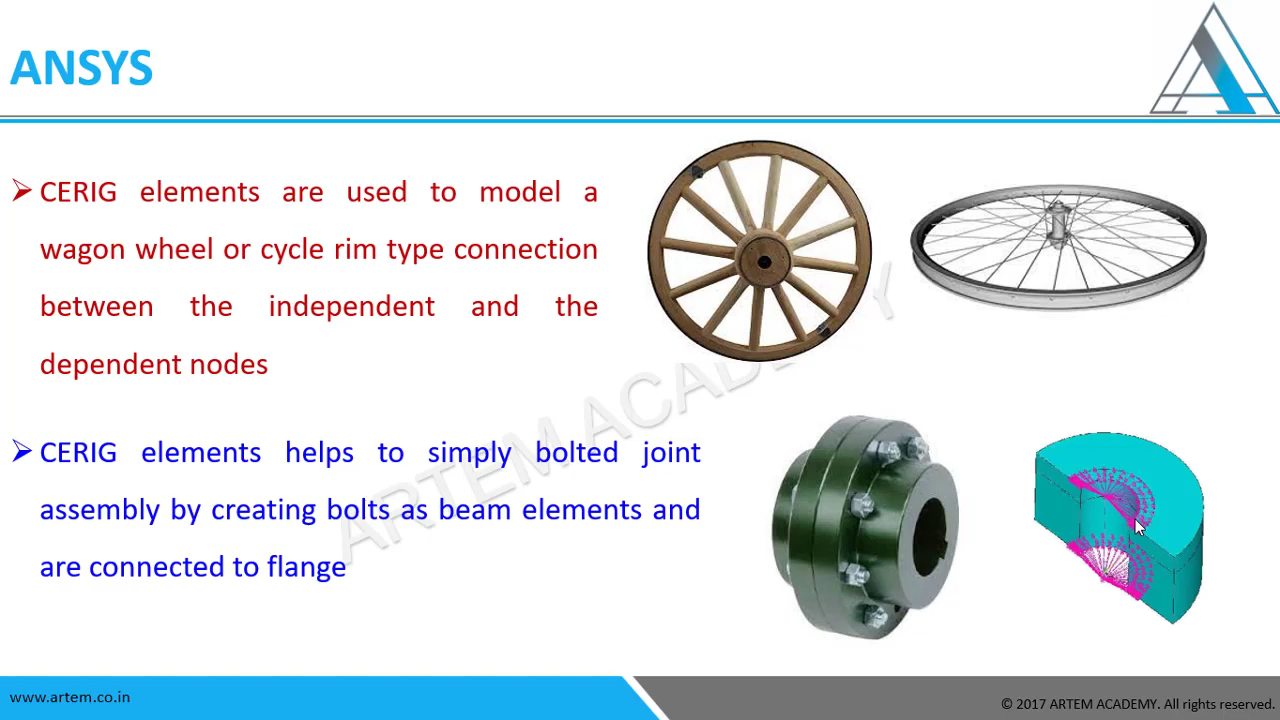 ANSYS
➢ CERIG elements are used to model a
wagon wheel or cycle rim type connection
between the independent and the
dependent nodes
➢ CERIG elements helps to simply bolted joint
assembly by creating bolts as beam elements and
are connected to flange
ARTEM ACADEMY
www.artem.co.in
© 2017 ARTEM ACADEMY. All rights reserved.